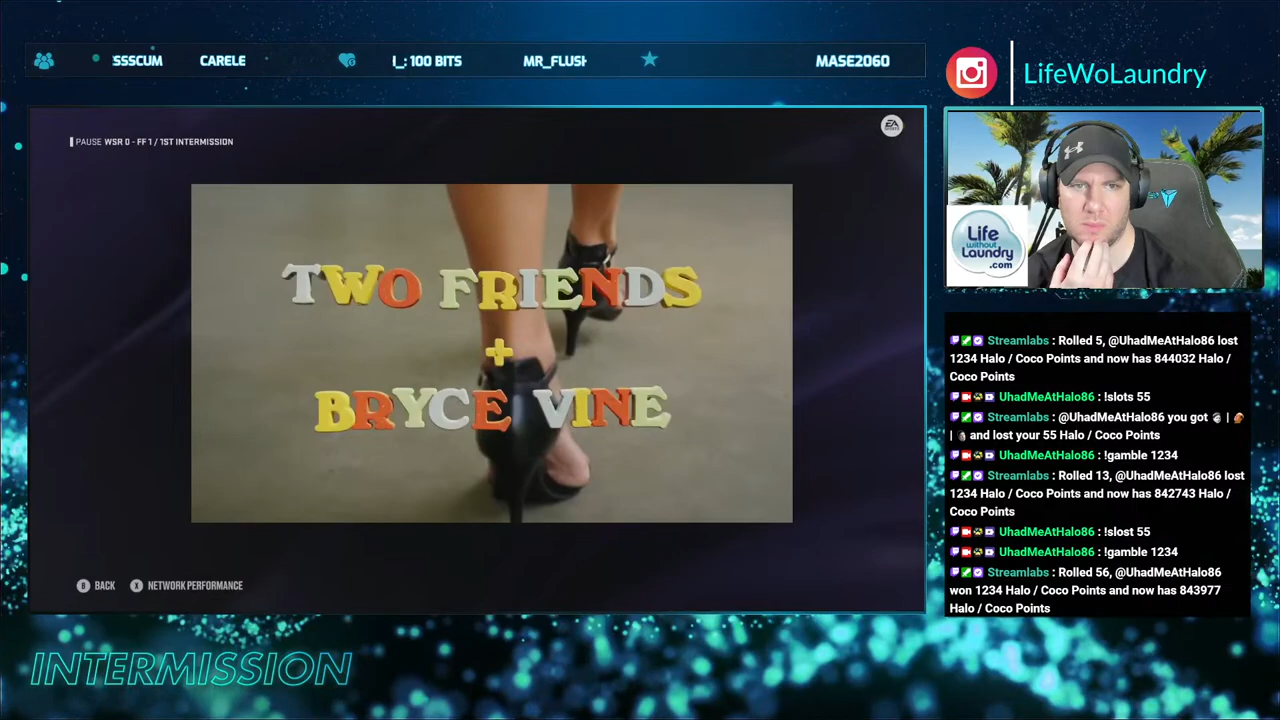 SSSCUM
CARELE
I_: 100 BITS
MR_FLUSH
MASE2060
LifeWoLaundry
PAUSE WSR 0 - FF 1 / 1ST INTERMISSION
EA
SPORTS
TWO FRIENDS
+
BRYCE VINE
B BACK
X NETWORK PERFORMANCE
INTERMISSION
Life
without
Laundry
.com
Streamlabs : Rolled 5, @UhadMeAtHalo86 lost
1234 Halo / Coco Points and now has 844032 Halo /
Coco Points
UhadMeAtHalo86 : !slots 55
Streamlabs : @UhadMeAtHalo86 you got | 
| and lost your 55 Halo / Coco Points
UhadMeAtHalo86 : !gamble 1234
Streamlabs : Rolled 13, @UhadMeAtHalo86 lost
1234 Halo / Coco Points and now has 842743 Halo /
Coco Points
UhadMeAtHalo86 : !slost 55
UhadMeAtHalo86 : !gamble 1234
Streamlabs : Rolled 56, @UhadMeAtHalo86
won 1234 Halo / Coco Points and now has 843977
Halo / Coco Points